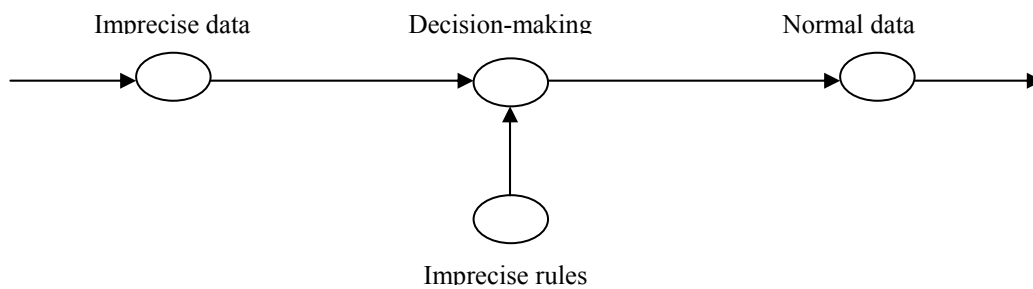 Imprecise data
Decision-making
Normal data
Imprecise rules